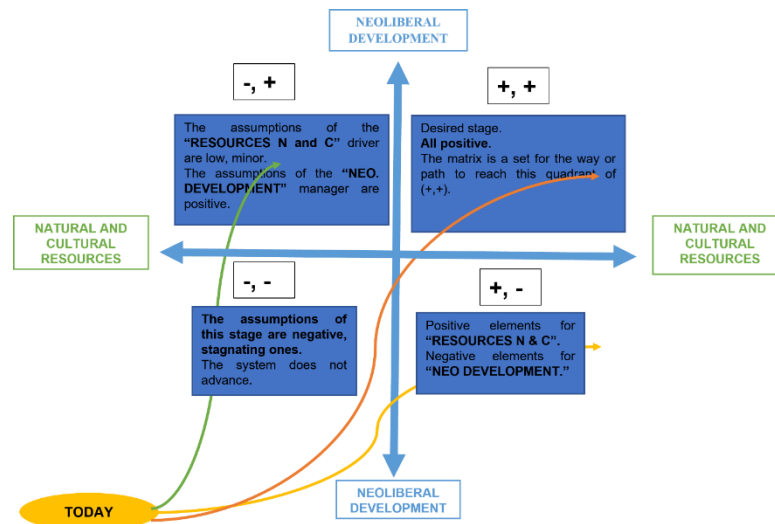 NEOLIBERAL
DEVELOPMENT
-, +
+, +
The assumptions of the
“RESOURCES N and C” driver
are low, minor.
The assumptions of the “NEO.
DEVELOPMENT” manager are
positive.
Desired stage.
All positive.
The matrix is a set for the way or
path to reach this quadrant of
(+,+).
NATURAL AND
CULTURAL
RESOURCES
NATURAL AND
CULTURAL
RESOURCES
-, -
+, -
The assumptions of
this stage are negative,
stagnating ones.
The system does not
advance.
Positive elements for
“RESOURCES N & C”.
Negative elements for
“NEO DEVELOPMENT.”
TODAY
NEOLIBERAL
DEVELOPMENT